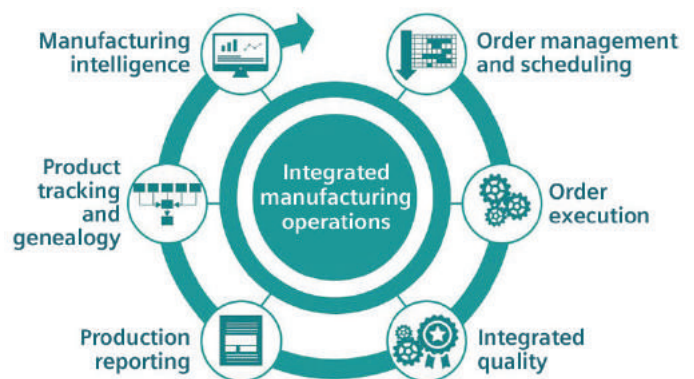 Manufacturing
intelligence
Order management
and scheduling
Product
tracking
and
genealogy
Integrated
manufacturing
operations
Order
execution
Production
reporting
Integrated
quality